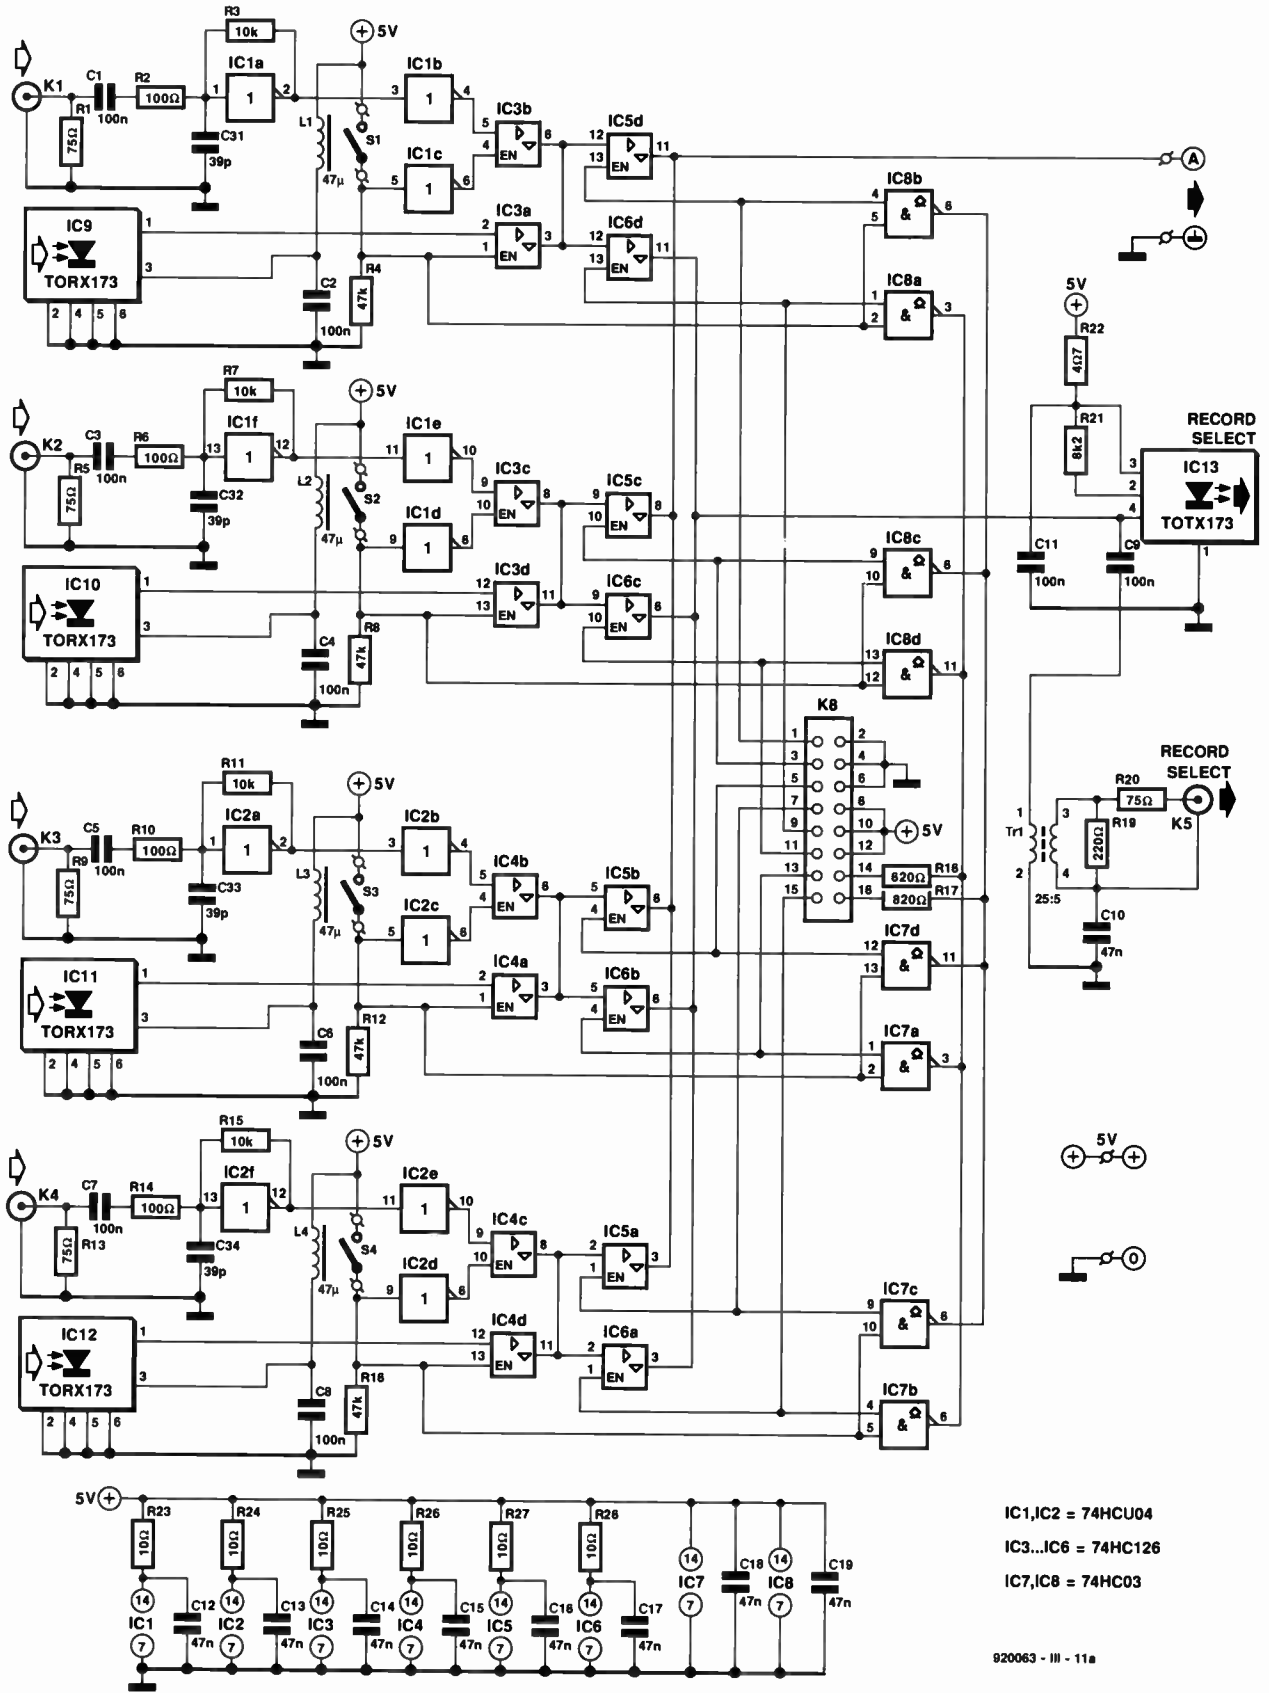 R3
10k
5V
K1
C1
100n
R2
100Ω
R1
75Ω
C31
39p
1
IC1a
1
2
L1
47µ
S1
IC1b
3
1
4
IC1c
5
1
6
IC3b
5
4
EN
6
IC5d
12
13
EN
11
A
IC9
TORX173
1
3
2
4
5
6
IC3a
2
1
EN
3
IC6d
12
13
EN
11
C2
100n
R4
47k
IC8b
4
5
&
6
IC8a
1
2
&
3
5V
R22
4Ω7
R21
8k2
RECORD
SELECT
IC13
TOTX173
3
2
4
1
C11
100n
C9
100n
R7
10k
5V
K2
C3
100n
R6
100Ω
R5
75Ω
C32
39p
13
IC1f
1
12
L2
47µ
S2
IC1e
11
1
10
IC1d
9
1
8
IC3c
9
10
EN
8
IC5c
9
10
EN
8
IC10
TORX173
1
3
2
4
5
6
IC3d
12
13
EN
11
IC6c
9
10
EN
8
C4
100n
R8
47k
IC8c
9
10
&
8
IC8d
13
12
&
11
K8
1
3
5
7
9
11
13
15
2
4
6
8
10
12
14
16
5V
820Ω
R18
820Ω
R17
RECORD
SELECT
R20
75Ω
K5
R19
220Ω
Tr1
1
2
3
4
25:5
C10
47n
R11
10k
5V
K3
C5
100n
R10
100Ω
R9
75Ω
C33
39p
1
IC2a
1
2
L3
47µ
S3
IC2b
3
1
4
IC2c
5
1
6
IC4b
5
4
EN
6
IC5b
5
4
EN
6
IC7d
12
13
&
11
IC11
TORX173
1
3
2
4
5
6
IC4a
2
1
EN
3
IC6b
5
4
EN
6
C6
100n
R12
47k
IC7a
1
2
&
3
R15
10k
5V
K4
C7
100n
R14
100Ω
R13
75Ω
C34
39p
13
IC2f
1
12
L4
47µ
S4
IC2e
11
1
10
IC2d
9
1
8
IC4c
9
10
EN
8
IC5a
2
1
EN
3
5V
0
IC12
TORX173
1
3
2
4
5
6
IC4d
12
13
EN
11
IC6a
2
1
EN
3
C8
100n
R16
47k
IC7c
9
10
&
8
IC7b
4
5
&
6
5V
R23
10Ω
R24
10Ω
R25
10Ω
R26
10Ω
R27
10Ω
R28
10Ω
14
IC1
7
C12
47n
14
IC2
7
C13
47n
14
IC3
7
C14
47n
14
IC4
7
C15
47n
14
IC5
7
C16
47n
14
IC6
7
C17
47n
14
IC7
7
C18
47n
14
IC8
7
C19
47n
IC1,IC2 = 74HCU04
IC3...IC6 = 74HC126
IC7,IC8 = 74HC03
920063 - III - 11a